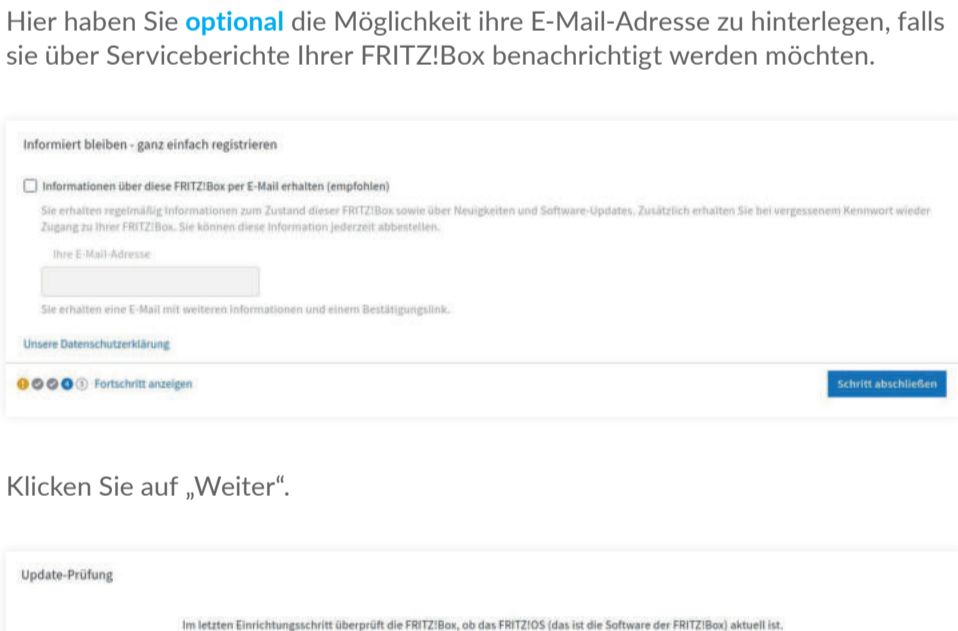 Hier haben Sie optional die Möglichkeit ihre E-Mail-Adresse zu hinterlegen, falls
sie über Serviceberichte Ihrer FRITZ!Box benachrichtigt werden möchten.
Informiert bleiben - ganz einfach registrieren
Informationen über diese FRITZ!Box per E-Mail erhalten (empfohlen)
Sie erhalten regelmäßig Informationen zum Zustand dieser FRITZ!Box sowie über Neuigkeiten und Software-Updates. Zusätzlich erhalten Sie bei vergessenem Kennwort wieder
Zugang zu Ihrer FRITZ!Box. Sie können diese Information jederzeit abbestellen.
Ihre E-Mail-Adresse
Sie erhalten eine E-Mail mit weiteren Informationen und einem Bestätigungslink.
Unsere Datenschutzerklärung
4 5 Fortschritt anzeigen
Schritt abschließen
Klicken Sie auf „Weiter“.
Update-Prüfung
Im letzten Einrichtungsschritt überprüft die FRITZ!Box, ob das FRITZ!OS (das ist die Software der FRITZ!Box) aktuell ist.